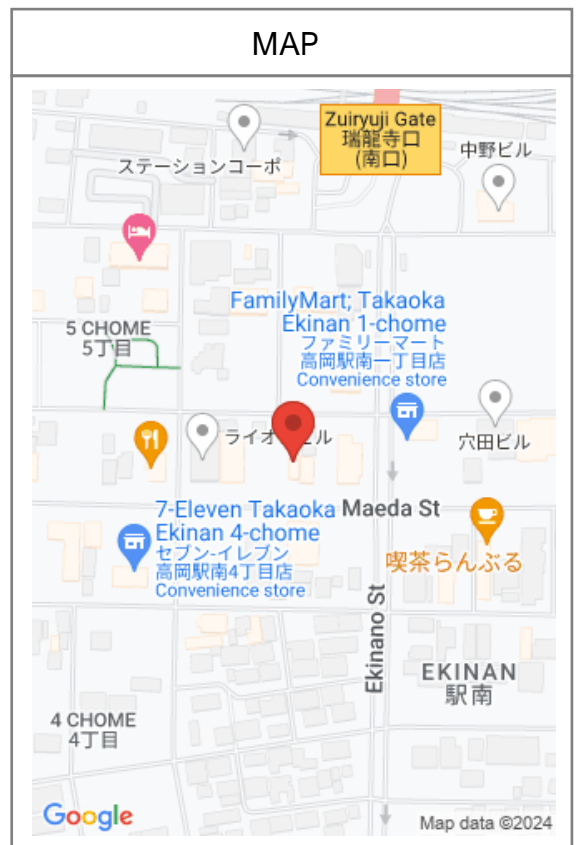 MAP
Zuiryuji Gate
瑞龍寺口
(南口)
中野ビル
ステーションコーポ
FamilyMart; Takaoka
Ekinan 1-chome
ファミリーマート
高岡駅南一丁目店
Convenience store
5 CHOME
5丁目
ライオ
ビル
穴田ビル
7-Eleven Takaoka
Ekinan 4-chome
セブン-イレブン
高岡駅南4丁目店
Convenience store
Maeda St
喫茶らんぶる
Ekinano St
EKINAN
駅南
4 CHOME
4丁目
Google
Map data ©2024